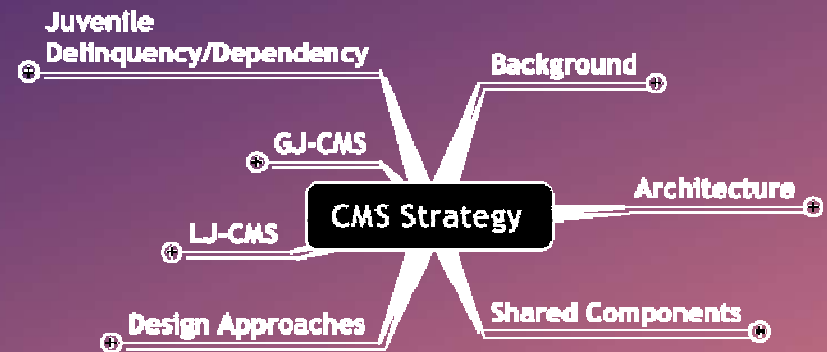 Juvenile
Delinquency/Dependency
Background
GJ-CMS
Architecture
CMS Strategy
LJ-CMS
Shared Components
Design Approaches